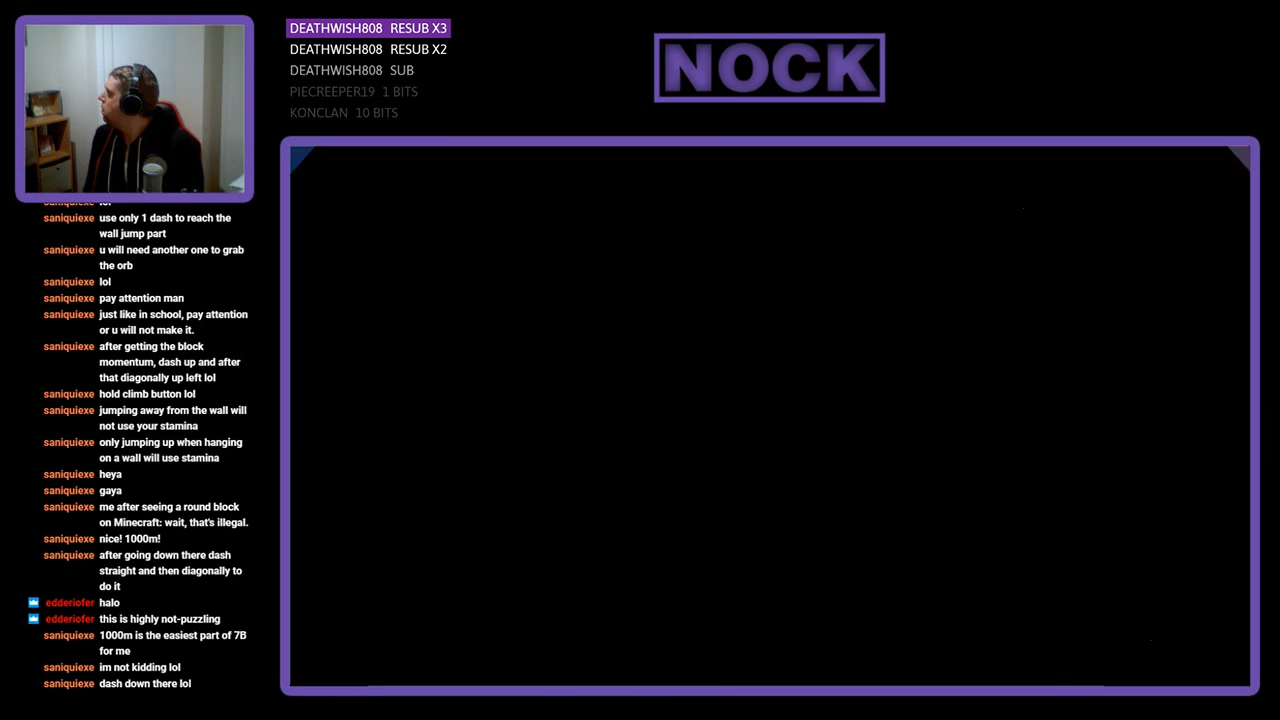 DEATHWISH808 RESUB X3
DEATHWISH808 RESUB X2
DEATHWISH808 SUB
PIECREEPER19 1 BITS
KONCLAN 10 BITS
NOCK
saniquiexe lol
saniquiexe use only 1 dash to reach the
wall jump part
saniquiexe u will need another one to grab
the orb
saniquiexe lol
saniquiexe pay attention man
saniquiexe just like in school, pay attention
or u will not make it.
saniquiexe after getting the block
momentum, dash up and after
that diagonally up left lol
saniquiexe hold climb button lol
saniquiexe jumping away from the wall will
not use your stamina
saniquiexe only jumping up when hanging
on a wall will use stamina
saniquiexe heya
saniquiexe gaya
saniquiexe me after seeing a round block
on Minecraft: wait, that's illegal.
saniquiexe nice! 1000m!
saniquiexe after going down there dash
straight and then diagonally to
do it
edderiofer halo
edderiofer this is highly not-puzzling
saniquiexe 1000m is the easiest part of 7B
for me
saniquiexe im not kidding lol
saniquiexe dash down there lol